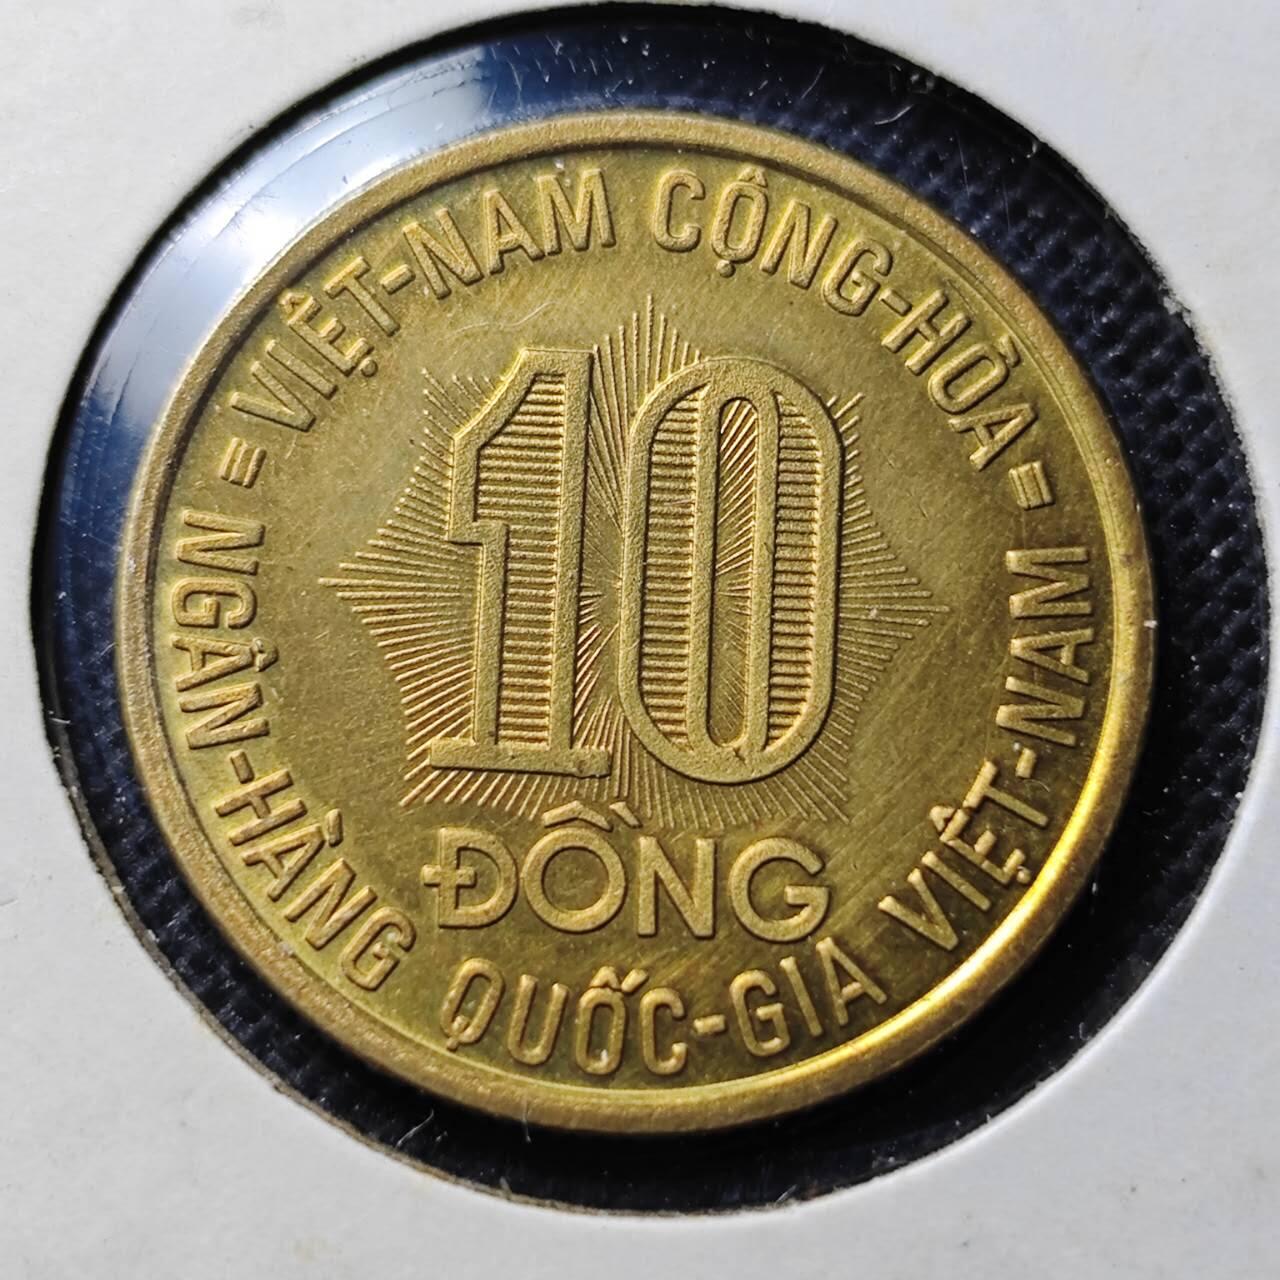 VIỆT-NAM CỘNG-HÒA
10
ĐỒNG
NGÂN-HÀNG QUỐC-GIA VIỆT-NAM